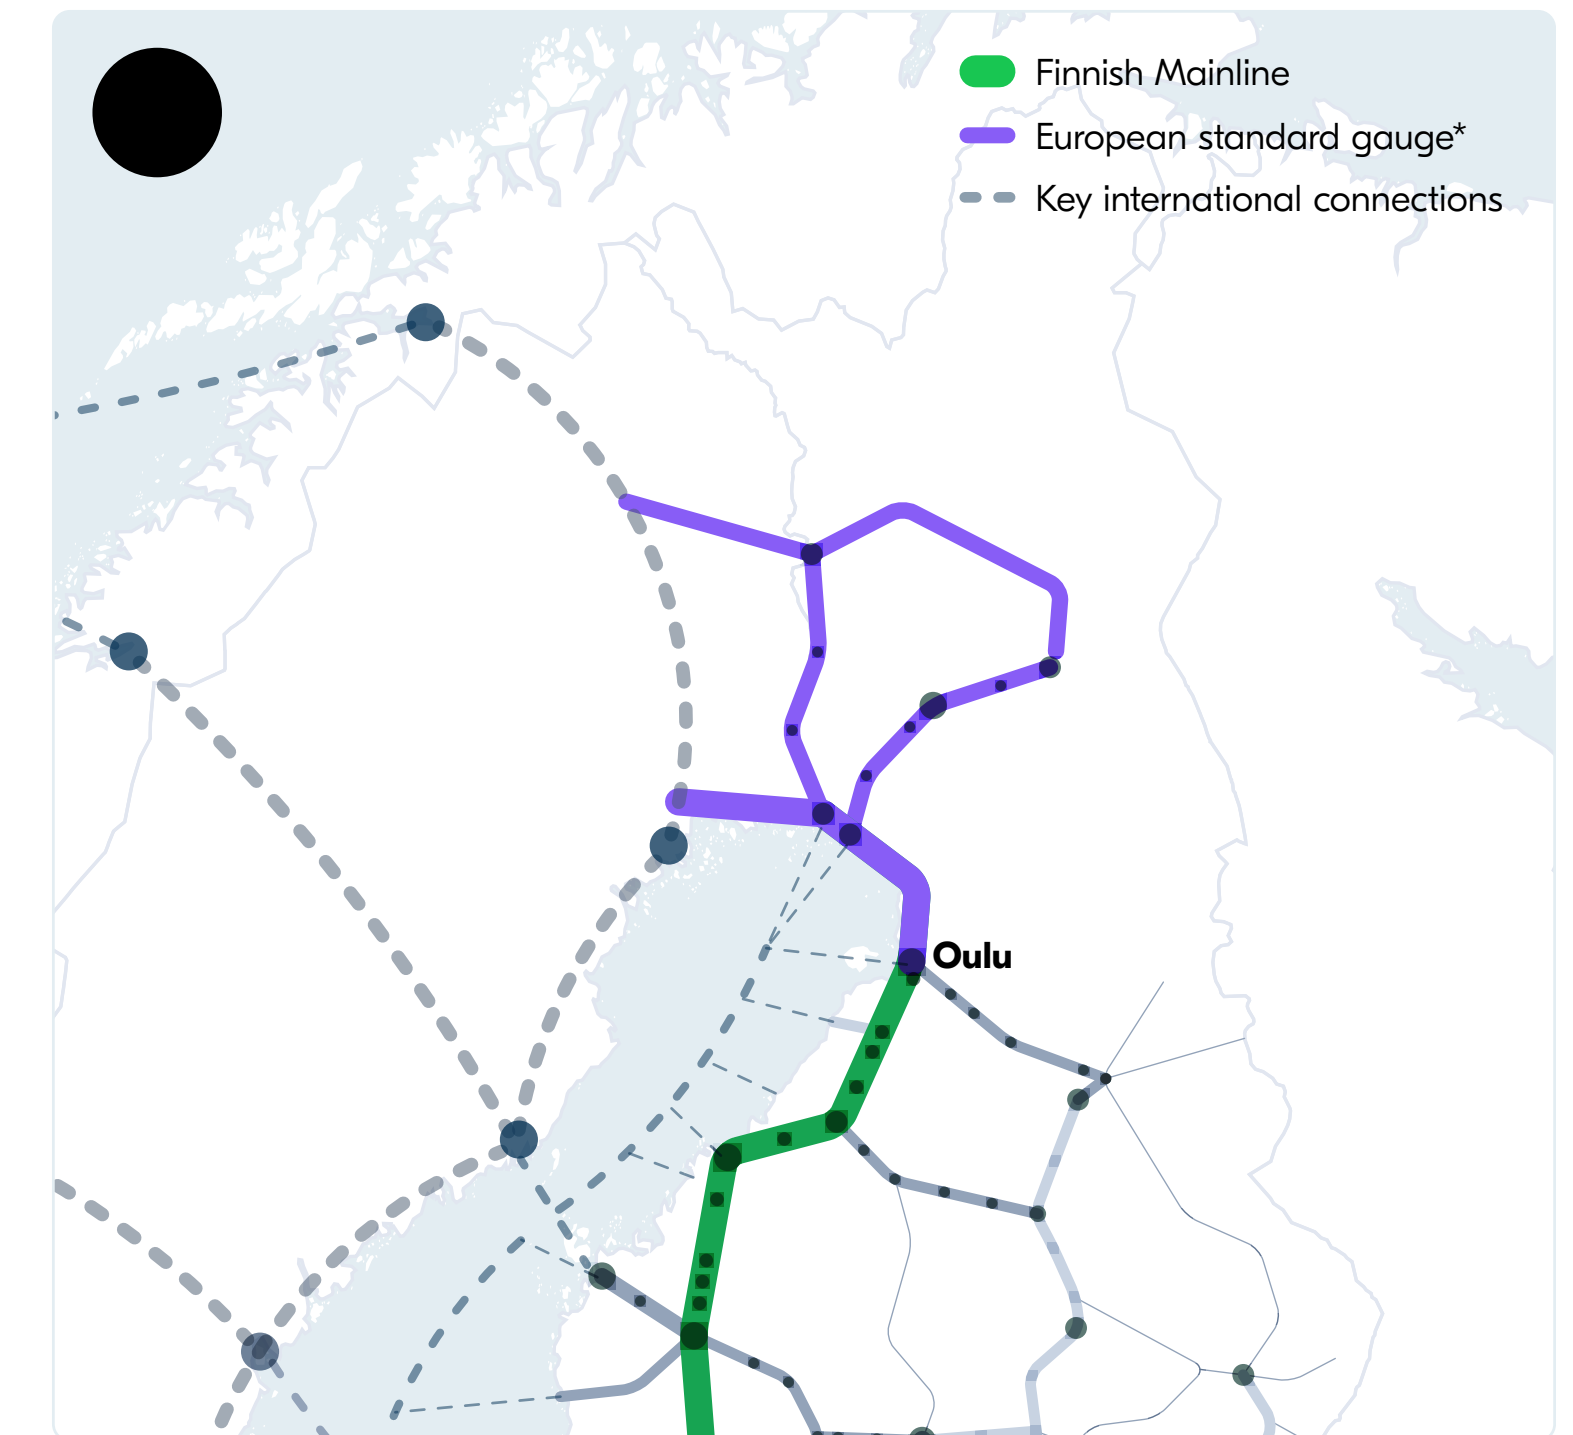 Finnish Mainline
European standard gauge*
Key international connections
Oulu